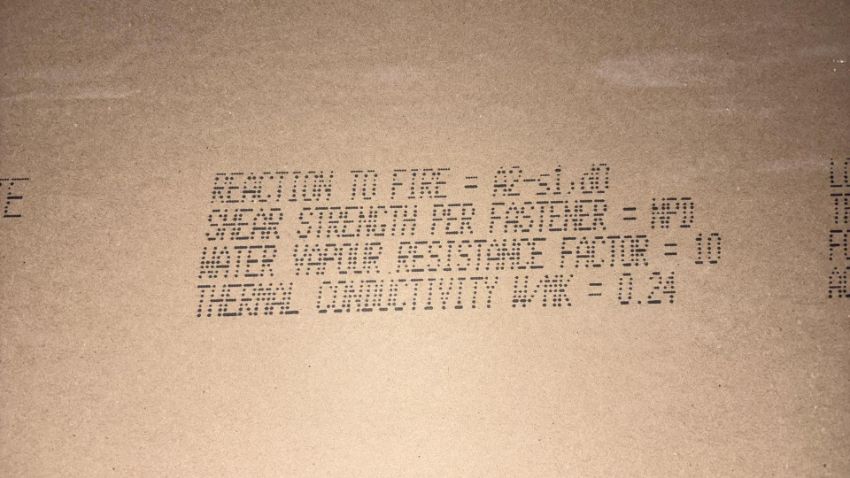 REACTION TO FIRE = A2-s1,d0
SHEAR STRENGTH PER FASTENER = NPD
WATER VAPOUR RESISTANCE FACTOR = 10
THERMAL CONDUCTIVITY W/MK = 0.24